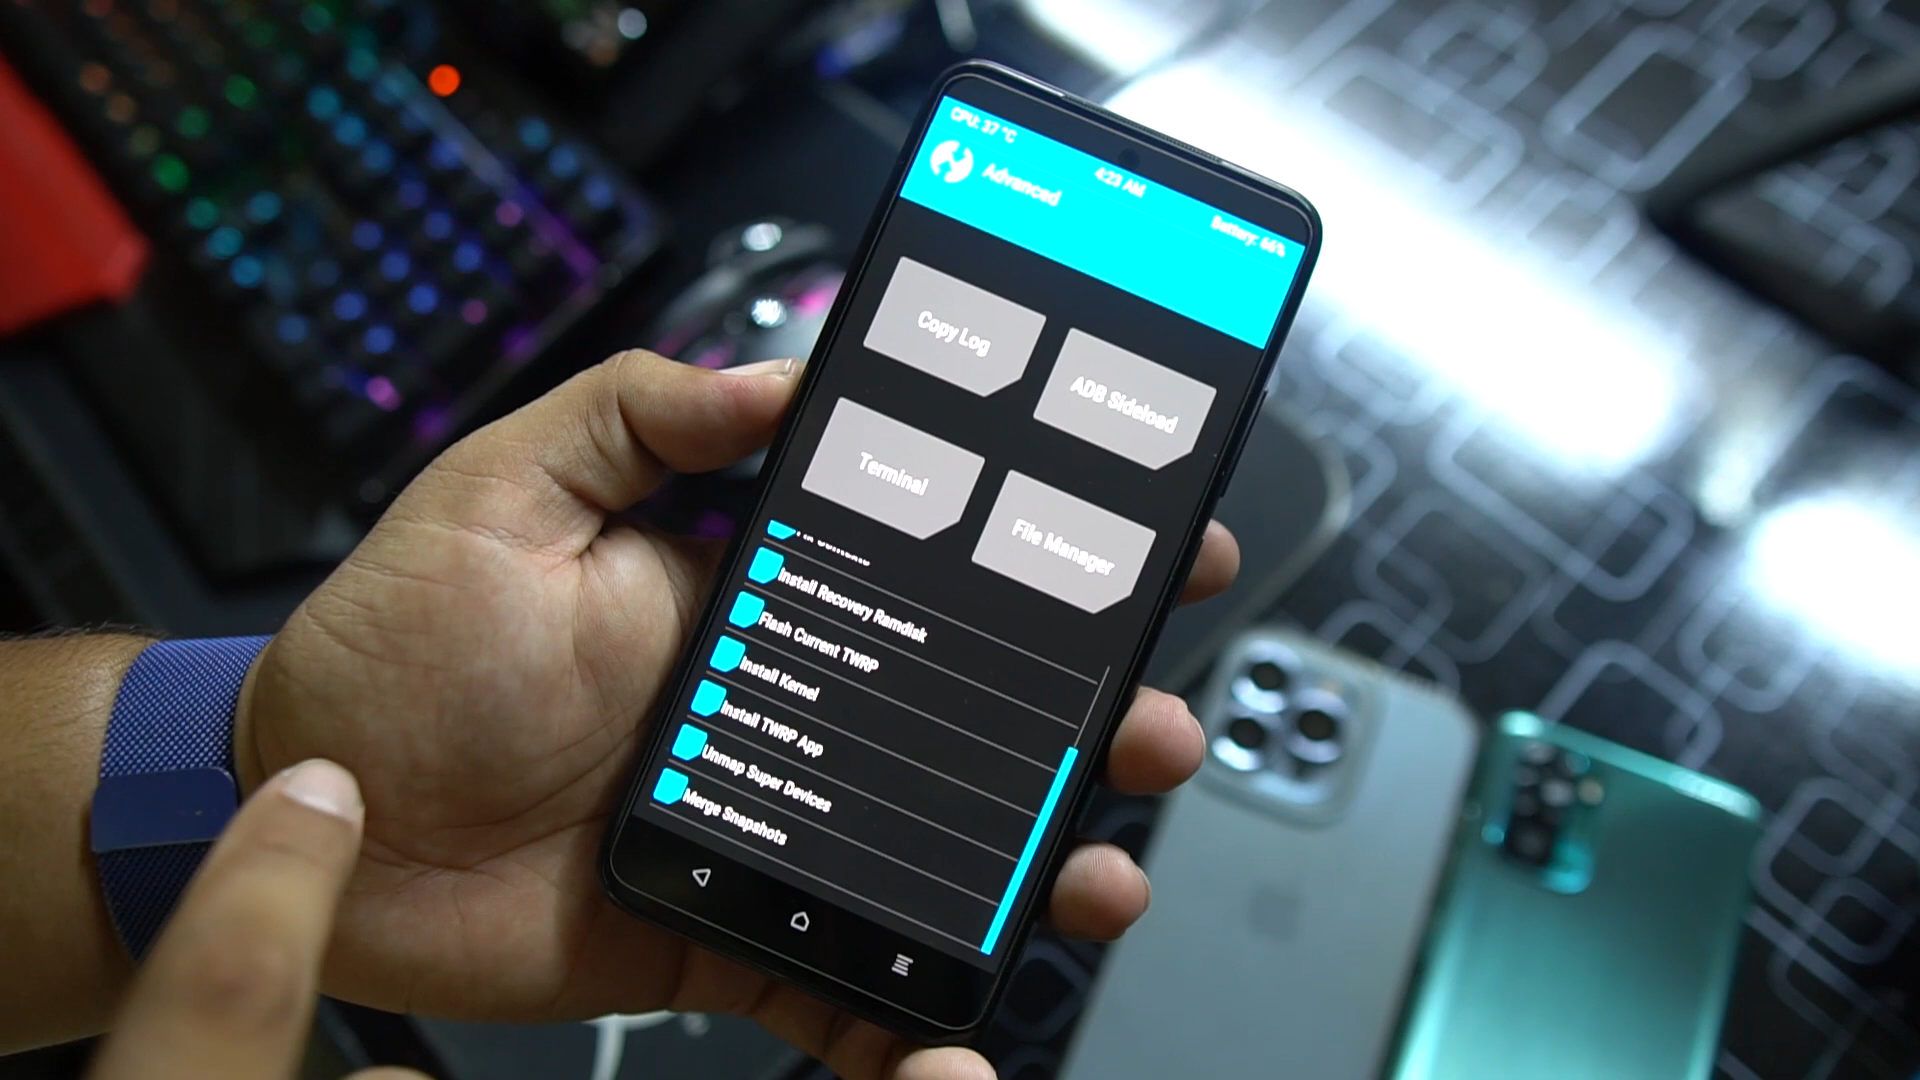 CPU: 37 °C
4:23 AM
Battery: 66%
Advanced
Copy Log
ADB Sideload
Terminal
File Manager
Install Recovery Ramdisk
Flash Current TWRP
Install Kernel
Install TWRP App
Unmap Super Devices
Merge Snapshots